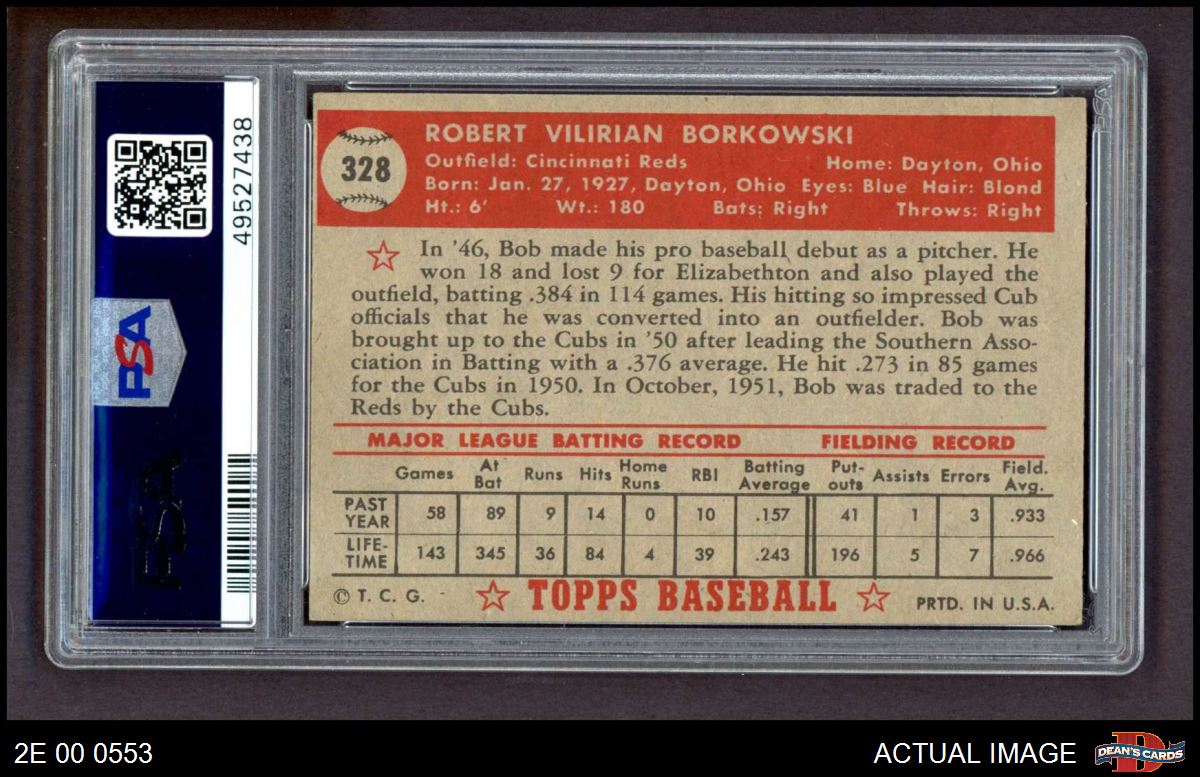 49527438
PSA
PSA
328
ROBERT VILIRIAN BORKOWSKI
Outfield: Cincinnati Reds Home: Dayton, Ohio
Born: Jan. 27, 1927, Dayton, Ohio Eyes: Blue Hair: Blond
Ht.: 6' Wt.: 180 Bats: Right Throws: Right
In '46, Bob made his pro baseball debut as a pitcher. He
won 18 and lost 9 for Elizabethton and also played the
outfield, batting .384 in 114 games. His hitting so impressed Cub
officials that he was converted into an outfielder. Bob was
brought up to the Cubs in '50 after leading the Southern Asso-
ciation in Batting with a .376 average. He hit .273 in 85 games
for the Cubs in 1950. In October, 1951, Bob was traded to the
Reds by the Cubs.
MAJOR LEAGUE BATTING RECORD FIELDING RECORD
Games At Bat Runs Hits Home Runs RBI Batting Average Put-outs Assists Errors Field. Avg.
PAST YEAR 58 89 9 14 0 10 .157 41 1 3 .933
LIFE-TIME 143 345 36 84 4 39 .243 196 5 7 .966
© T. C. G. ☆ TOPPS BASEBALL ☆ PRTD. IN U.S.A.
2E 00 0553 ACTUAL IMAGE DEAN'S CARDS